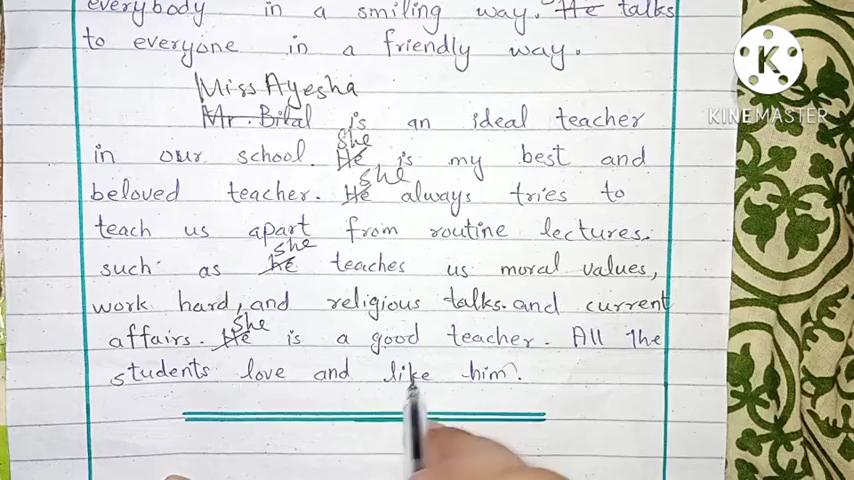 everybody in a smiling way. He talks
to everyone in a friendly way.
Miss Ayesha
Mr. Bilal is an ideal teacher
She
in our school. He is my best and
She
beloved teacher. He always tries to
teach us apart from routine lectures.
She
such as he teaches us moral values,
work hard, and religious talks. and current
She
affairs. He is a good teacher. All the
students love and like him.
K
KINEMASTER